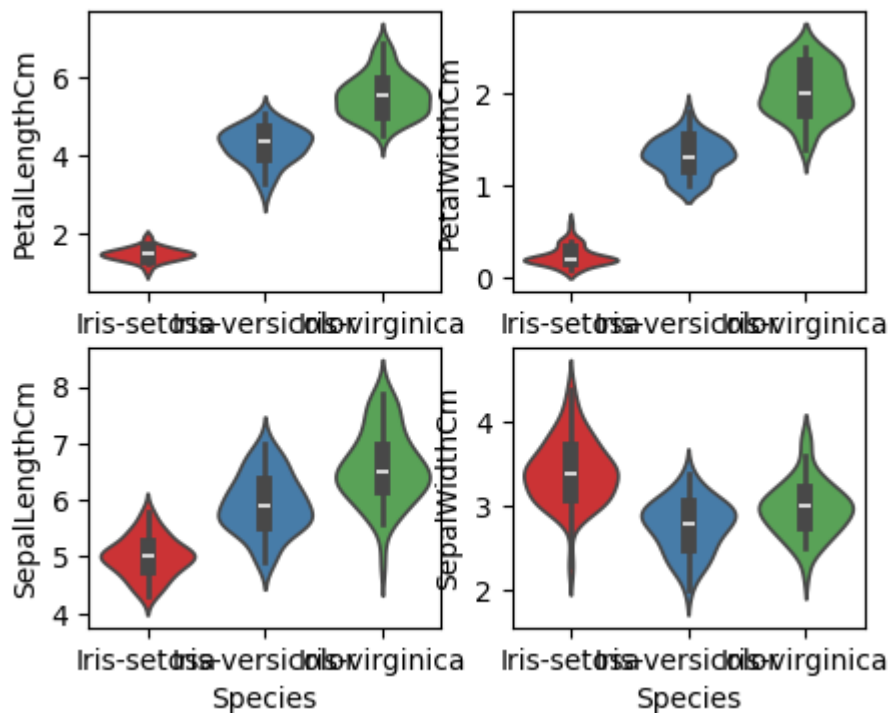 PetalLengthCm
6
4
2
Iris-setosa Iris-versicolor Iris-virginica
PetalWidthCm
2
1
0
Iris-setosa Iris-versicolor Iris-virginica
SepalLengthCm
8
7
6
5
4
Iris-setosa Iris-versicolor Iris-virginica
Species
SepalWidthCm
4
3
2
Iris-setosa Iris-versicolor Iris-virginica
Species